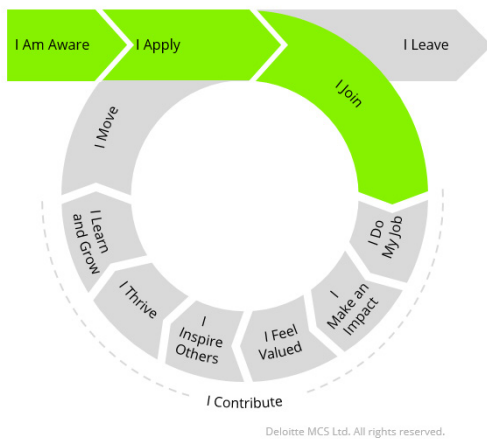 I Am Aware
I Apply
I Leave
I Join
I Do
My Job
I
Make an
Impact
I Feel
Valued
I
Inspire
Others
I Thrive
I Learn
and Grow
I Move
I Contribute
Deloitte MCS Ltd. All rights reserved.